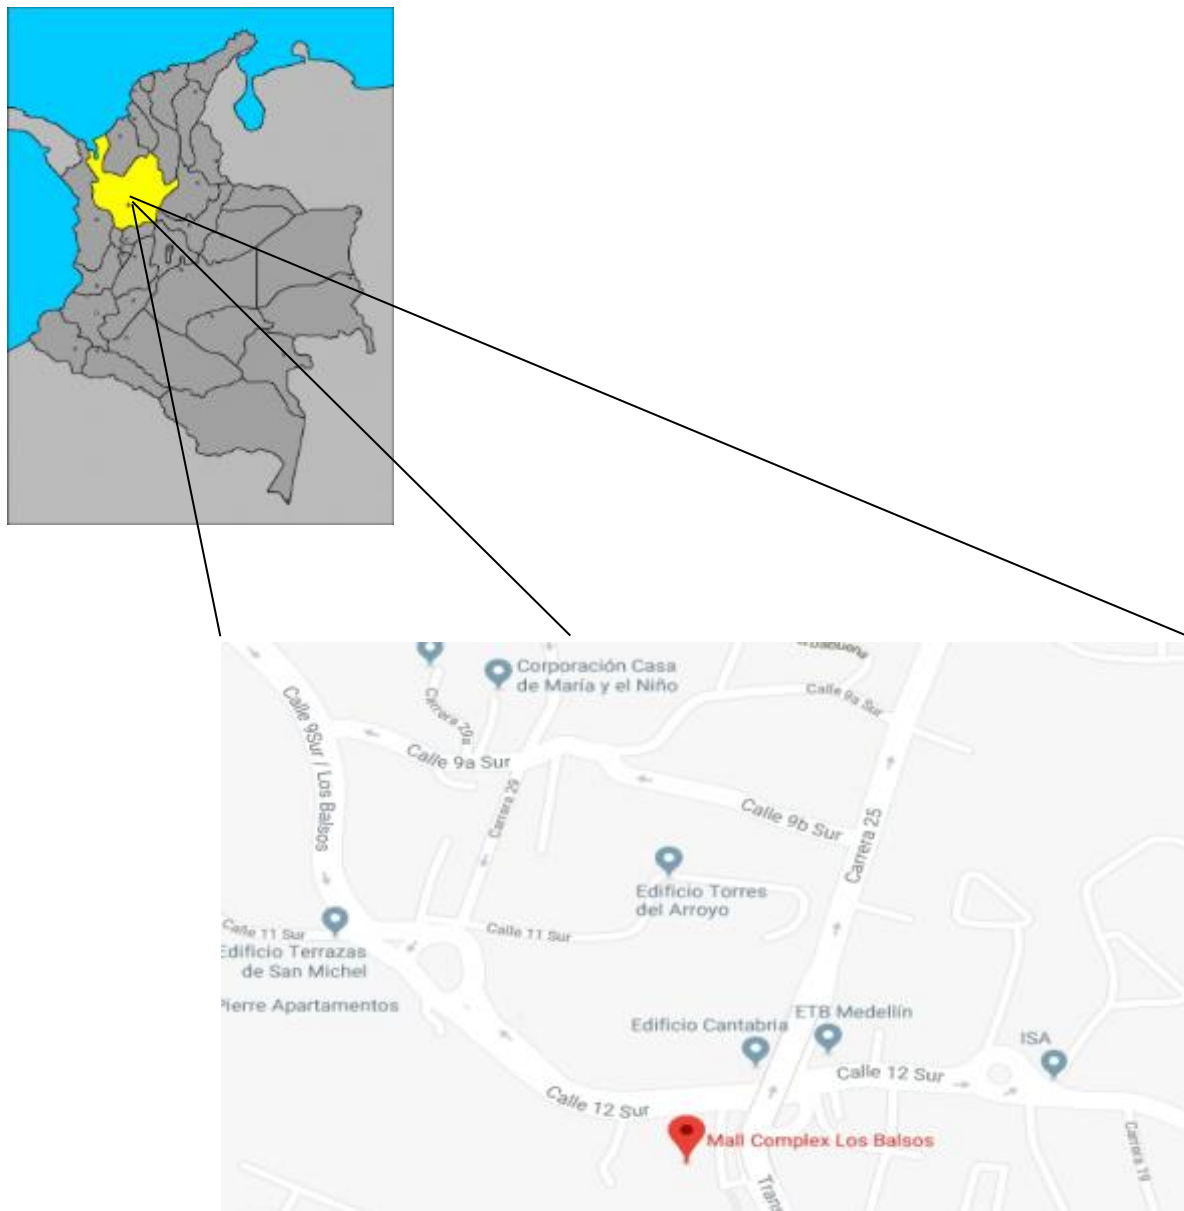 Corporación Casa
de María y el Niño
Calle 9a Sur
Carrera 29a
Calle 9Sur / Los Balsos
Calle 9a Sur
Carrera 29
Calle 9b Sur
Carrera 25
Edificio Torres
del Arroyo
Calle 11 Sur
Calle 11 Sur
Edificio Terrazas
de San Michel
Pierre Apartamentos
ETB Medellín
Edificio Cantabria
ISA
Calle 12 Sur
Calle 12 Sur
Mall Complex Los Balsos
Carrera 19
Trans